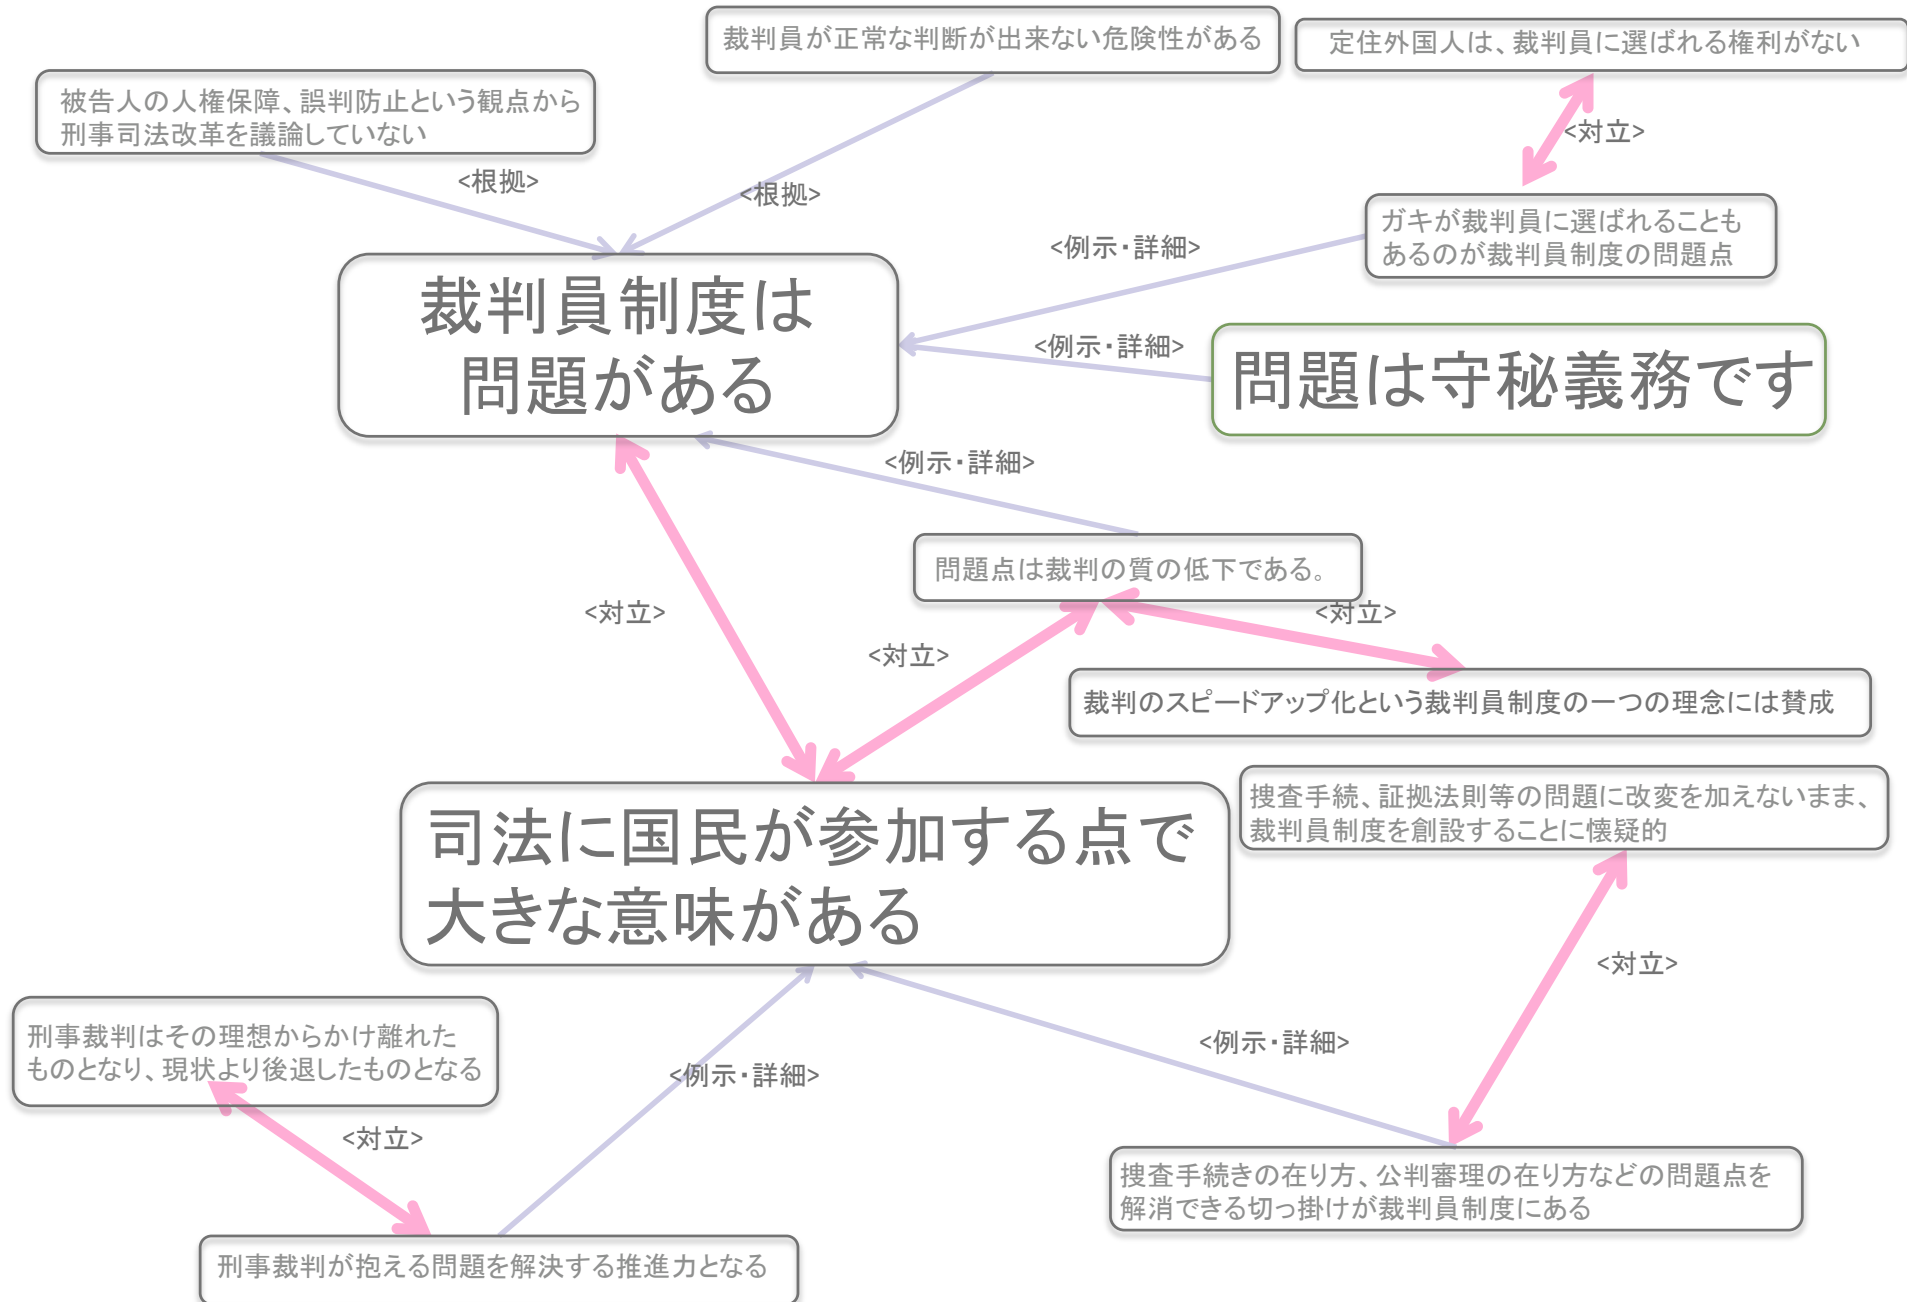 裁判員が正常な判断が出来ない危険性がある
定住外国人は、裁判員に選ばれる権利がない
被告人の人権保障、誤判防止という観点から
刑事司法改革を議論していない
<対立>
<根拠>
<根拠>
ガキが裁判員に選ばれることも
あるのが裁判員制度の問題点
<例示・詳細>
裁判員制度は
問題がある
<例示・詳細>
問題は守秘義務です
<例示・詳細>
問題点は裁判の質の低下である。
<対立>
<対立>
<対立>
裁判のスピードアップ化という裁判員制度の一つの理念には賛成
司法に国民が参加する点で
大きな意味がある
捜査手続、証拠法則等の問題に改変を加えないまま、
裁判員制度を創設することに懐疑的
<対立>
刑事裁判はその理想からかけ離れた
ものとなり、現状より後退したものとなる
<例示・詳細>
<例示・詳細>
<対立>
捜査手続きの在り方、公判審理の在り方などの問題点を
解消できる切っ掛けが裁判員制度にある
刑事裁判が抱える問題を解決する推進力となる